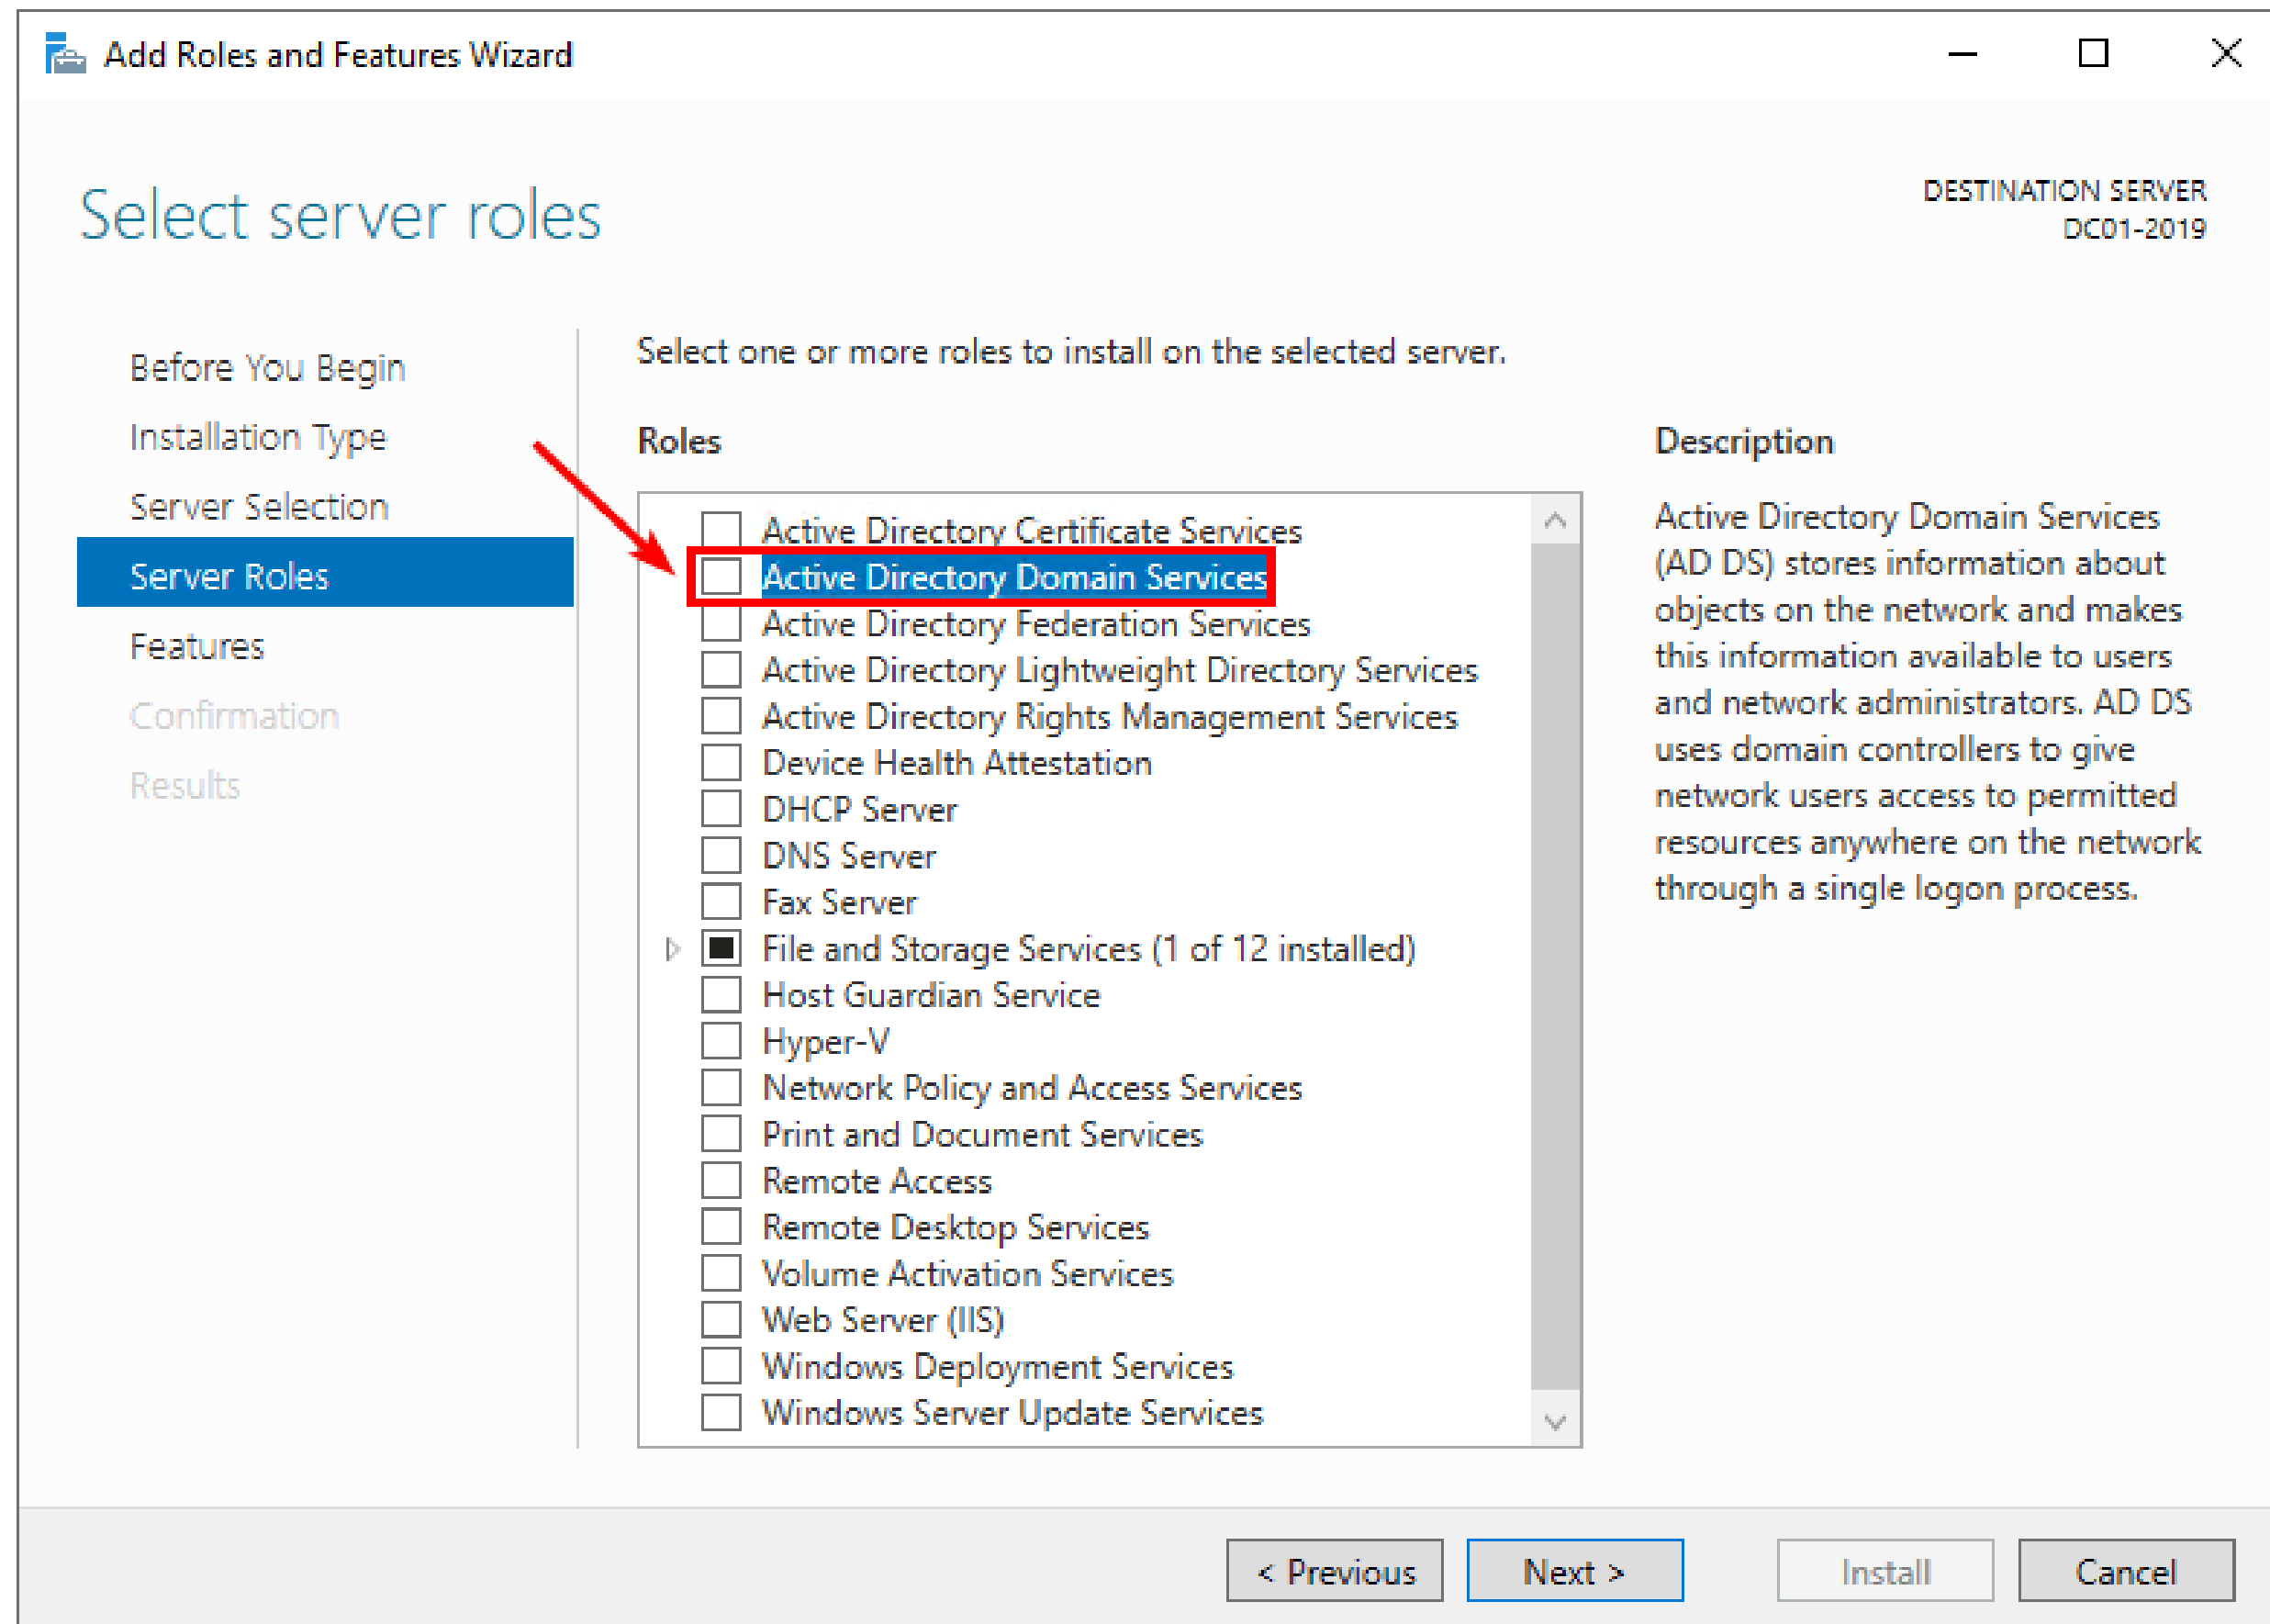 Add Roles and Features Wizard
Select server roles
DESTINATION SERVER
DC01-2019
Before You Begin
Installation Type
Server Selection
Server Roles
Features
Confirmation
Results
Select one or more roles to install on the selected server.
Roles
Active Directory Certificate Services
Active Directory Domain Services
Active Directory Federation Services
Active Directory Lightweight Directory Services
Active Directory Rights Management Services
Device Health Attestation
DHCP Server
DNS Server
Fax Server
File and Storage Services (1 of 12 installed)
Host Guardian Service
Hyper-V
Network Policy and Access Services
Print and Document Services
Remote Access
Remote Desktop Services
Volume Activation Services
Web Server (IIS)
Windows Deployment Services
Windows Server Update Services
Description
Active Directory Domain Services
(AD DS) stores information about
objects on the network and makes
this information available to users
and network administrators. AD DS
uses domain controllers to give
network users access to permitted
resources anywhere on the network
through a single logon process.
< Previous
Next >
Install
Cancel